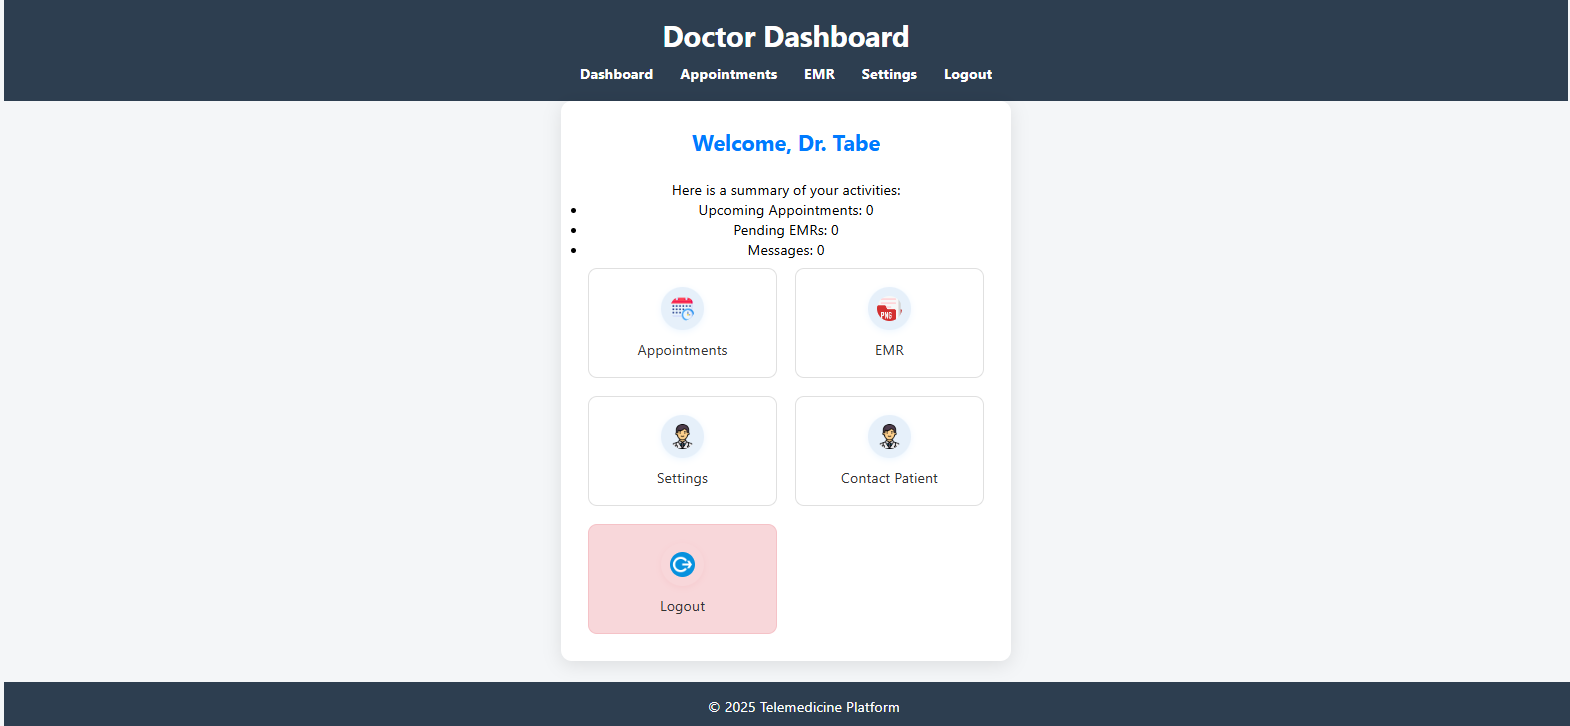 Doctor Dashboard
Dashboard Appointments EMR Settings Logout
Welcome, Dr. Tabe
Here is a summary of your activities:
• Upcoming Appointments: 0
• Pending EMRs: 0
• Messages: 0
PNG
Appointments EMR
Settings Contact Patient
Logout
© 2025 Telemedicine Platform